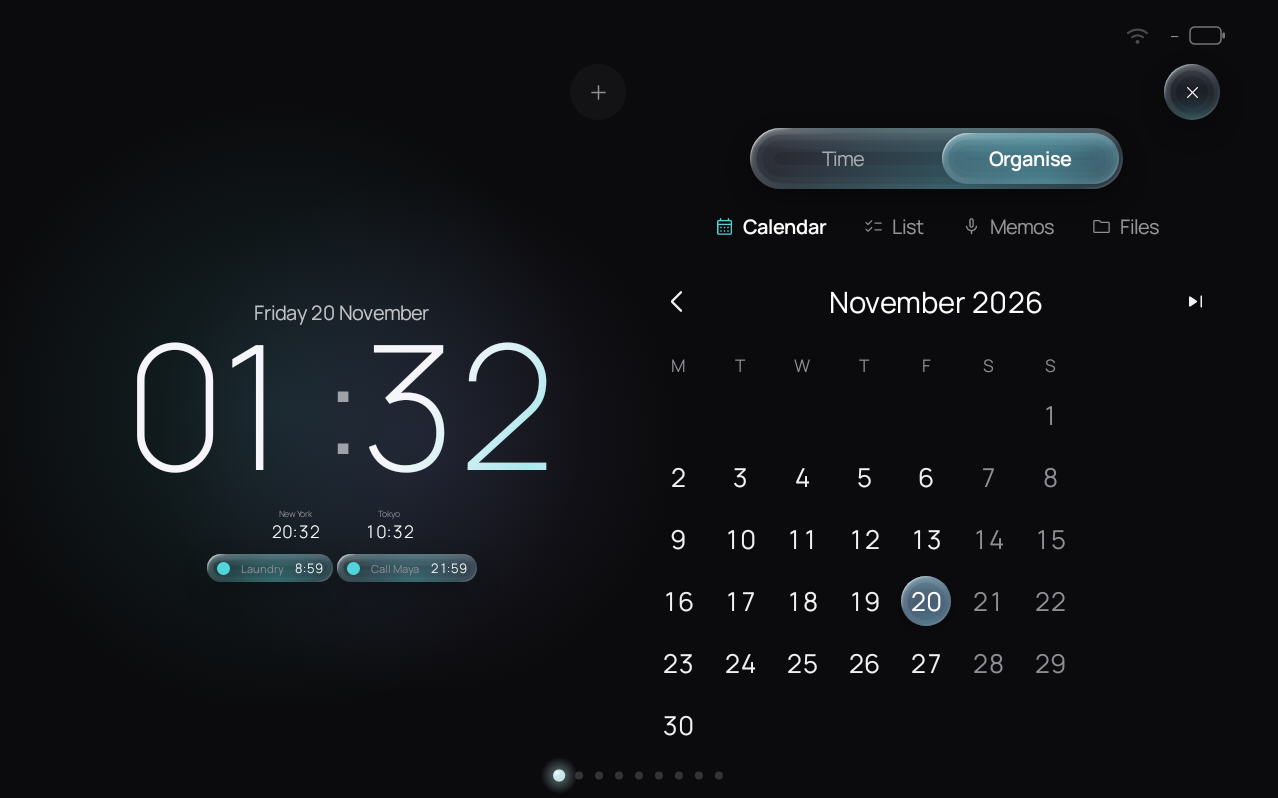 Time Organise
Calendar List Memos Files
Friday 20 November
01:32
New York Tokyo
20:32 10:32
Laundry 8:59 Call Maya 21:59
November 2026
M T W T F S S
1
2 3 4 5 6 7 8
9 10 11 12 13 14 15
16 17 18 19 20 21 22
23 24 25 26 27 28 29
30